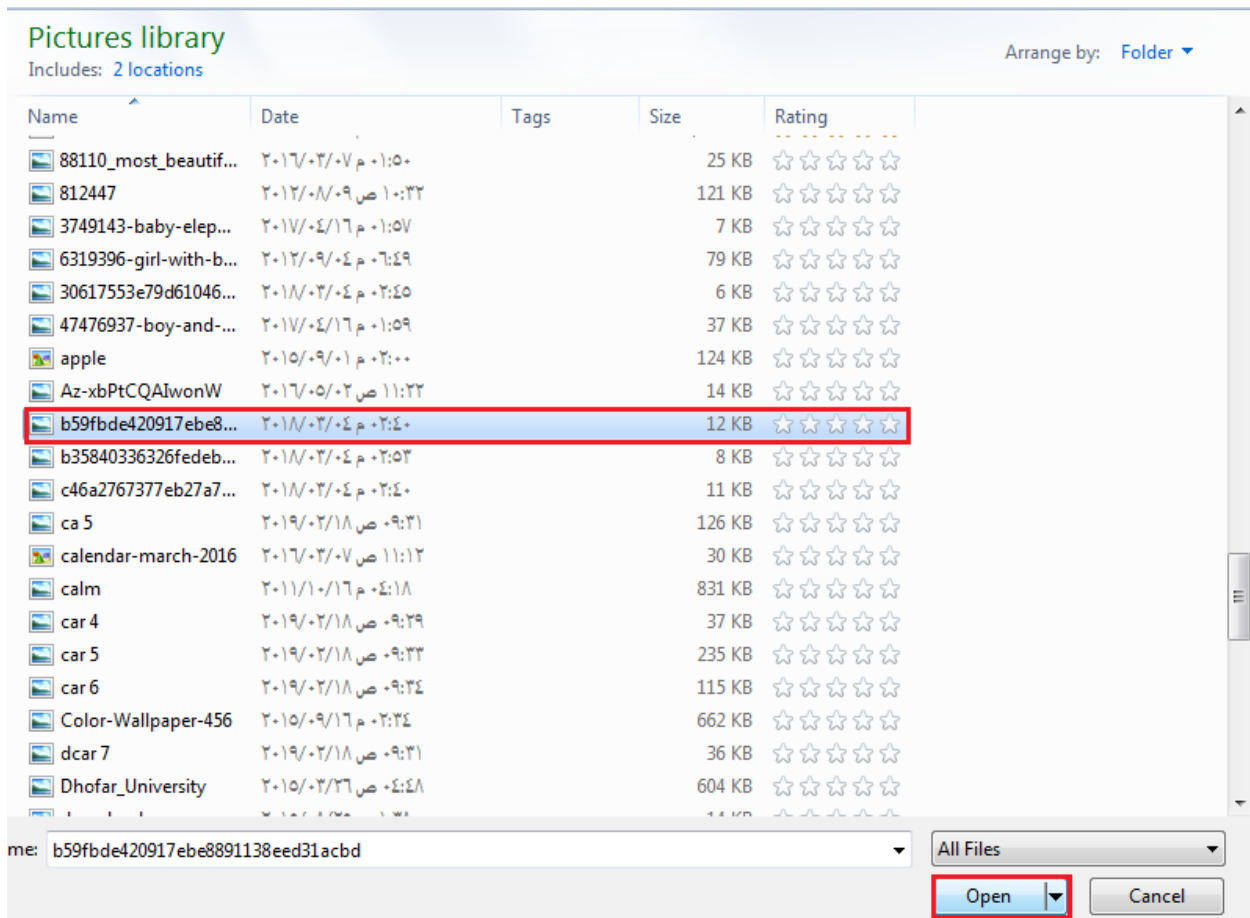 Pictures library
Includes: 2 locations
Arrange by: Folder
Name Date Tags Size Rating
88110_most_beautif... ٠١:٥٠ م ٢٠١٦/٠٣/٠٧ 25 KB
812447 ١٠:٣٢ ص ٢٠١٢/٠٨/٠٩ 121 KB
3749143-baby-elep... ٠١:٥٧ م ٢٠١٧/٠٤/١٦ 7 KB
6319396-girl-with-b... ٠٦:٤٩ م ٢٠١٢/٠٩/٠٤ 79 KB
30617553e79d61046... ٠٢:٤٥ م ٢٠١٨/٠٣/٠٤ 6 KB
47476937-boy-and-... ٠١:٥٩ م ٢٠١٧/٠٤/١٦ 37 KB
apple ٠٢:٠٠ م ٢٠١٥/٠٩/٠١ 124 KB
Az-xbPtCQAIwonW ١١:٢٢ ص ٢٠١٦/٠٥/٠٢ 14 KB
b59fbde420917ebe8... ٠٢:٤٠ م ٢٠١٨/٠٣/٠٤ 12 KB
b35840336326fedeb... ٠٢:٥٣ م ٢٠١٨/٠٣/٠٤ 8 KB
c46a2767377eb27a7... ٠٢:٤٠ م ٢٠١٨/٠٣/٠٤ 11 KB
ca 5 ٠٩:٣١ ص ٢٠١٩/٠٢/١٨ 126 KB
calendar-march-2016 ١١:١٢ ص ٢٠١٦/٠٣/٠٧ 30 KB
calm ٠٤:١٨ م ٢٠١١/١٠/١٦ 831 KB
car 4 ٠٩:٢٩ ص ٢٠١٩/٠٢/١٨ 37 KB
car 5 ٠٩:٣٣ ص ٢٠١٩/٠٢/١٨ 235 KB
car 6 ٠٩:٣٤ ص ٢٠١٩/٠٢/١٨ 115 KB
Color-Wallpaper-456 ٠٢:٣٤ م ٢٠١٥/٠٩/١٦ 662 KB
dcar 7 ٠٩:٣١ ص ٢٠١٩/٠٢/١٨ 36 KB
Dhofar_University ٠٤:٤٨ ص ٢٠١٥/٠٣/٢٦ 604 KB
me: b59fbde420917ebe8891138eed31acbd All Files
Open Cancel